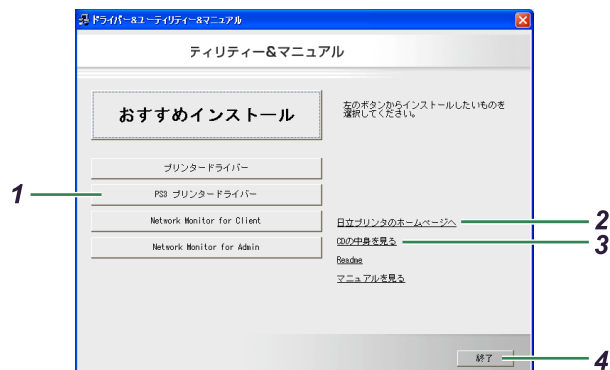 ドライバー&ユーティリティー&マニュアル
ティリティー&マニュアル
おすすめインストール
左のボタンからインストールしたいものを
選択してください。
プリンタードライバー
1
PS3 プリンタードライバー
Network Monitor for Client
日立プリンタのホームページへ
2
Network Monitor for Admin
CDの中身を見る
3
Readme
マニュアルを見る
終了
4